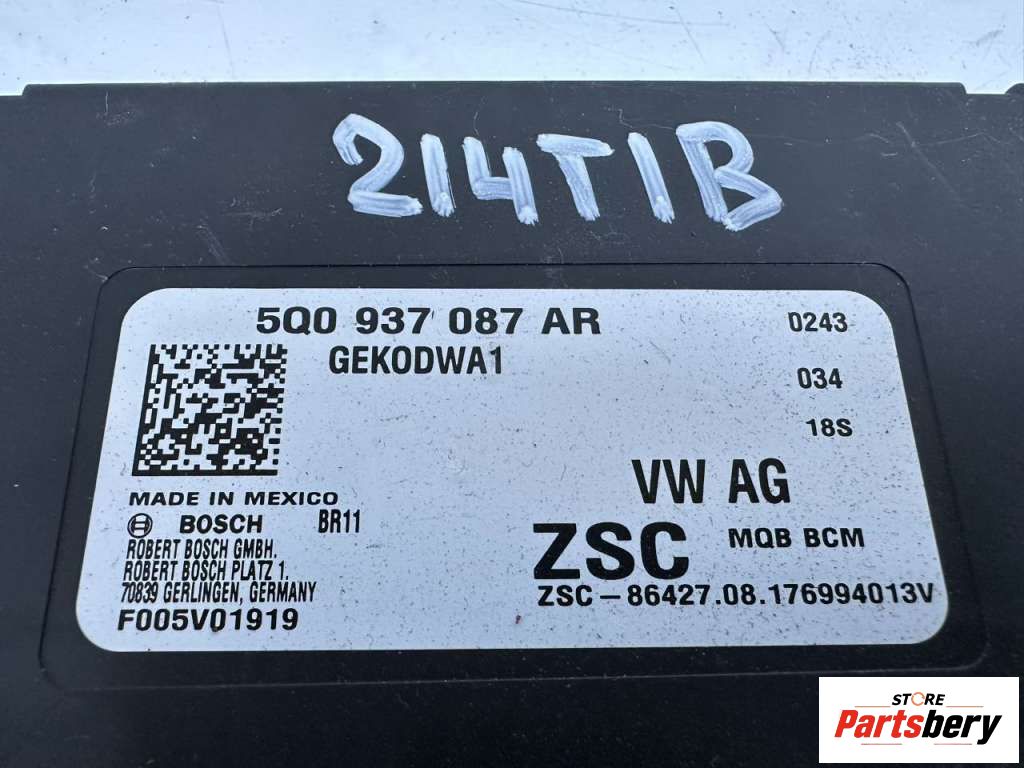 214T1B
5Q0 937 087 AR 0243
GEKODWA1
034
18S
VW AG
MADE IN MEXICO
BOSCH BR11
ZSC MQB BCM
ROBERT BOSCH GMBH.
ROBERT BOSCH PLATZ 1.
70839 GERLINGEN, GERMANY
ZSC-86427.08.176994013V
F005V01919
STORE
Partsbery